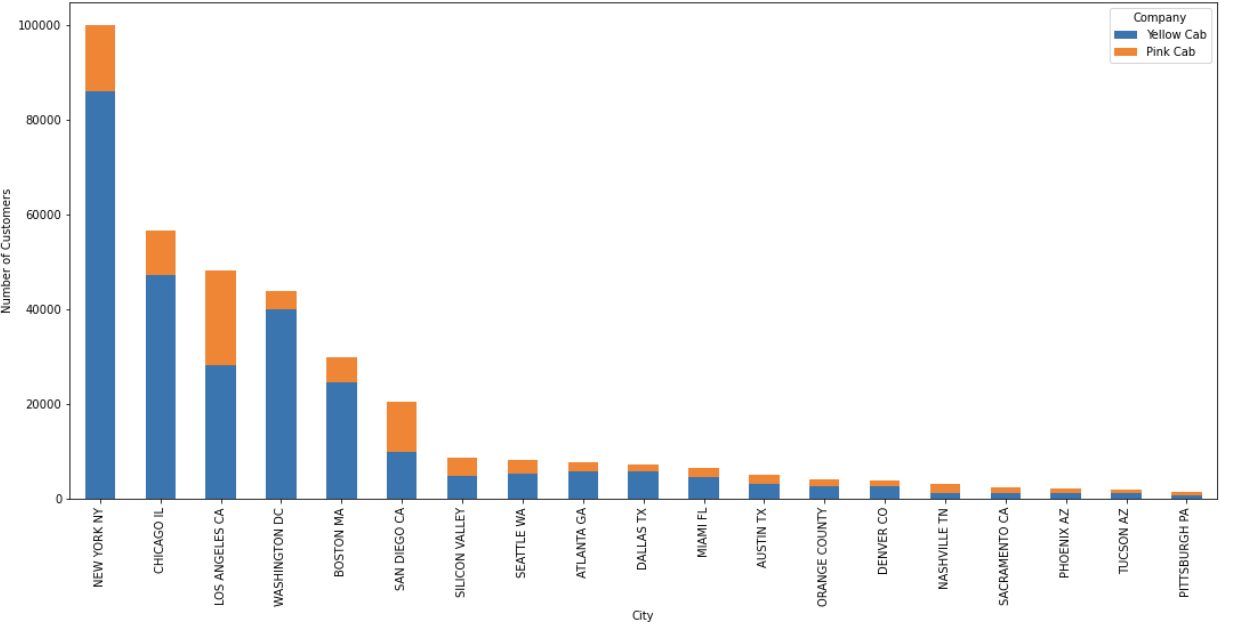 Company
Yellow Cab
Pink Cab
100000
80000
60000
40000
20000
0
Number of Customers
NEW YORK NY
CHICAGO IL
LOS ANGELES CA
WASHINGTON DC
BOSTON MA
SAN DIEGO CA
SILICON VALLEY
SEATTLE WA
ATLANTA GA
DALLAS TX
MIAMI FL
AUSTIN TX
ORANGE COUNTY
DENVER CO
NASHVILLE TN
SACRAMENTO CA
PHOENIX AZ
TUCSON AZ
PITTSBURGH PA
City